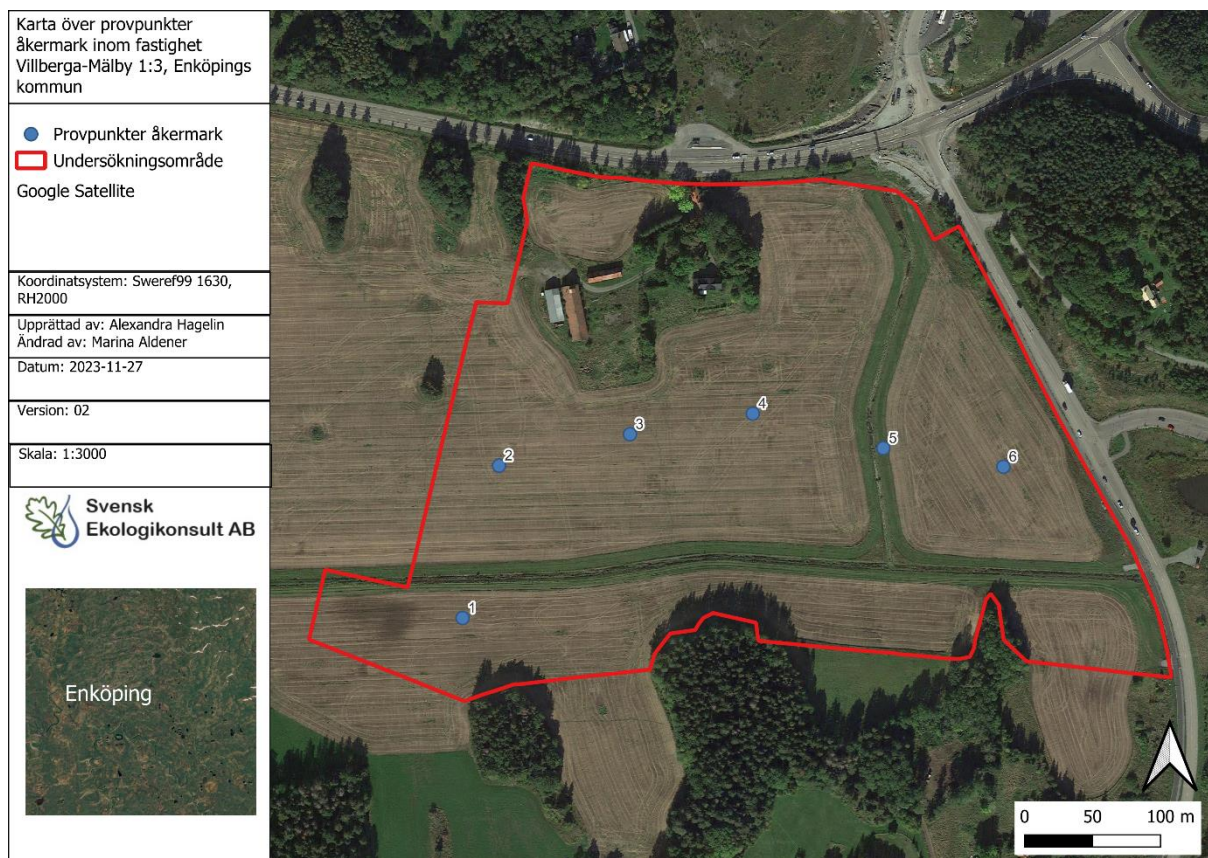 Karta över provpunkter
åkermark inom fastighet
Villberga-Mälby 1:3, Enköpings
kommun
Provpunkter åkermark
Undersökningsområde
Google Satellite
Koordinatsystem: Sweref99 1630,
RH2000
Upprättad av: Alexandra Hagelin
Ändrad av: Marina Aldener
Datum: 2023-11-27
Version: 02
Skala: 1:3000
Svensk
Ekologikonsult AB
Enköping
4
3
5
2
6
1
0 50 100 m